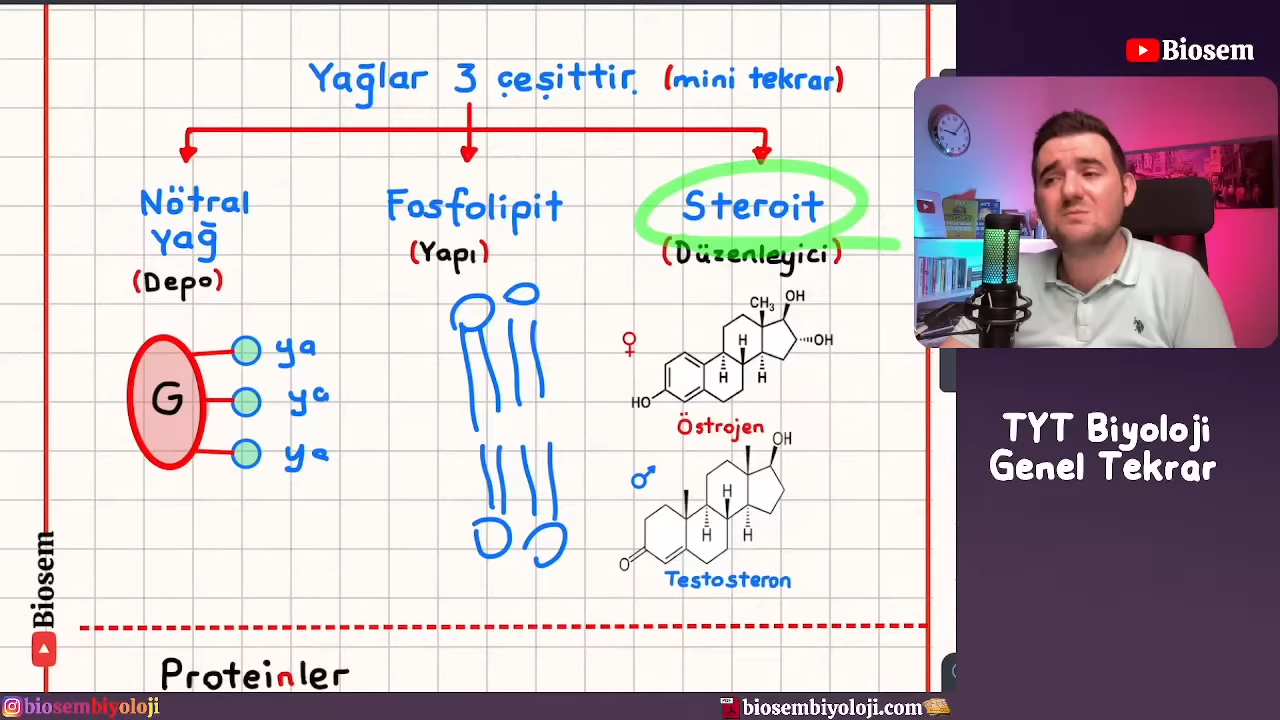 Yağlar 3 çeşittir. (mini tekrar)
Nötral
Yağ
(Depo)
G
ya
ya
ya
Fosfolipit
(Yapı)
Steroit
(Düzenleyici)
♀
CH₃
OH
OH
H
H
H
HO
Östrojen
♂
OH
H
H
H
O
Testosteron
Proteinler
Biosem
Biosem
TYT Biyoloji
Genel Tekrar
biosembiyoloji
biosembiyoloji.com